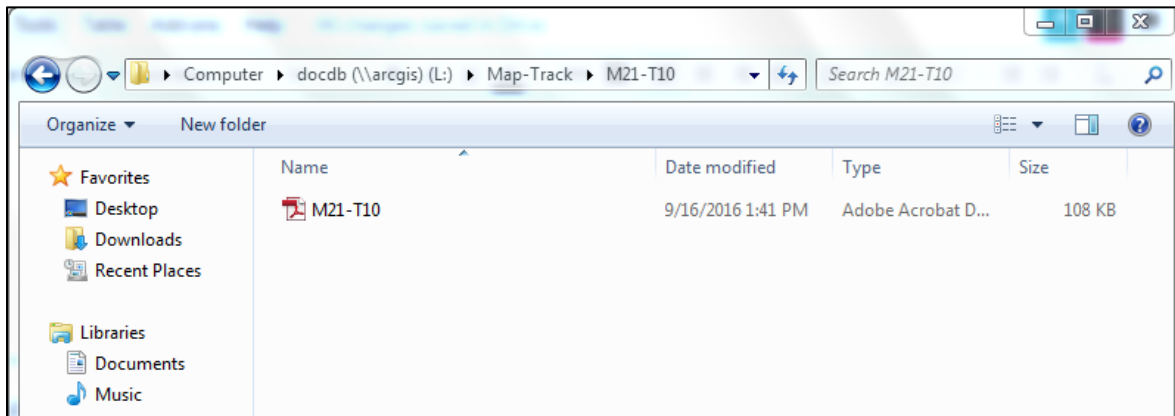 Computer docdb (\\arcgis) (L:) Map-Track M21-T10 Search M21-T10
Organize New folder
Name Date modified Type Size
M21-T10 9/16/2016 1:41 PM Adobe Acrobat D... 108 KB
Favorites
Desktop
Downloads
Recent Places
Libraries
Documents
Music